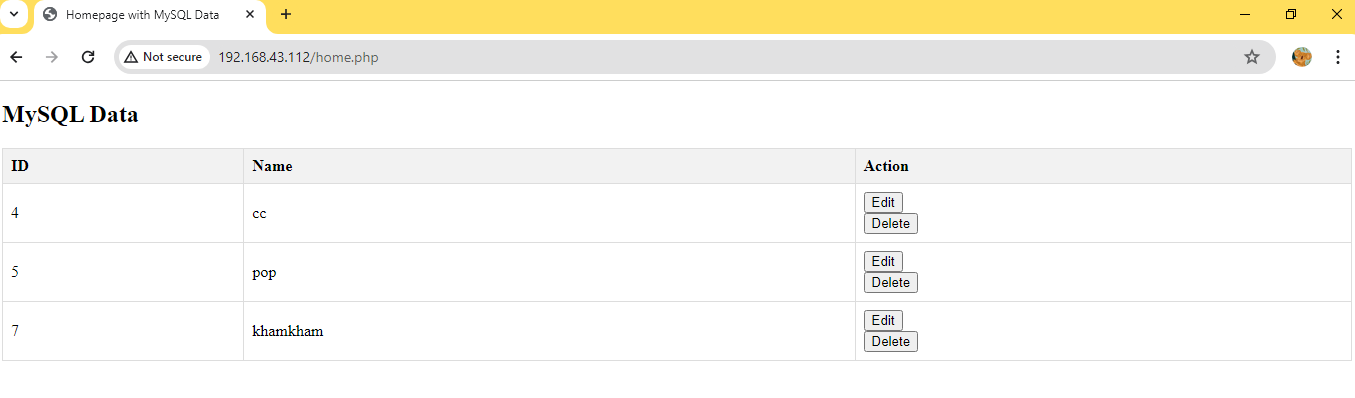 Homepage with MySQL Data
Not secure 192.168.43.112/home.php
MySQL Data
ID Name Action
4 cc Edit
Delete
5 pop Edit
Delete
7 khamkham Edit
Delete